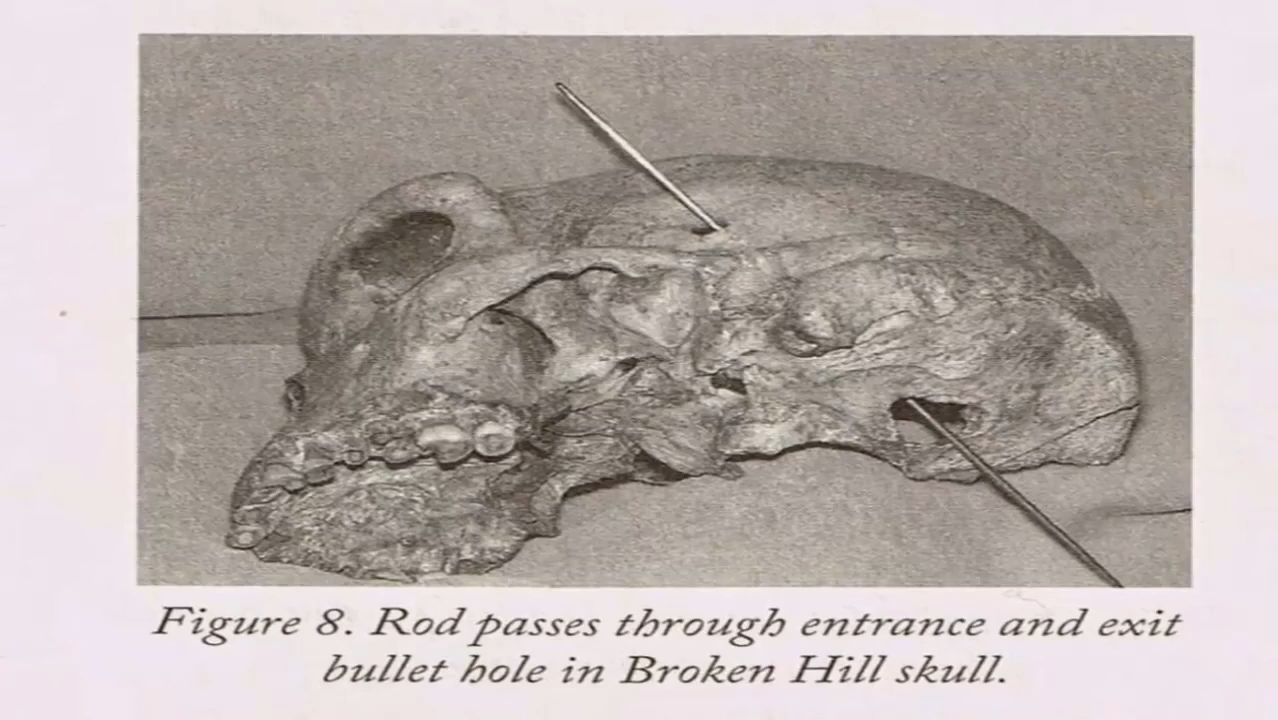 Figure 8. Rod passes through entrance and exit
bullet hole in Broken Hill skull.